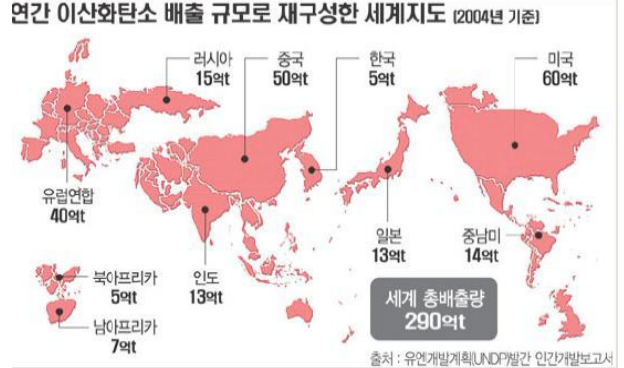 연간 이산화탄소 배출 규모로 재구성한 세계지도 (2004년 기준)
러시아
15억t
중국
50억t
한국
5억t
미국
60억t
유럽연합
40억t
인도
13억t
일본
13억t
중남미
14억t
북아프리카
5억t
남아프리카
7억t
세계 총배출량
290억t
출처 : 유엔개발계획(UNDP)발간 인간개발보고서